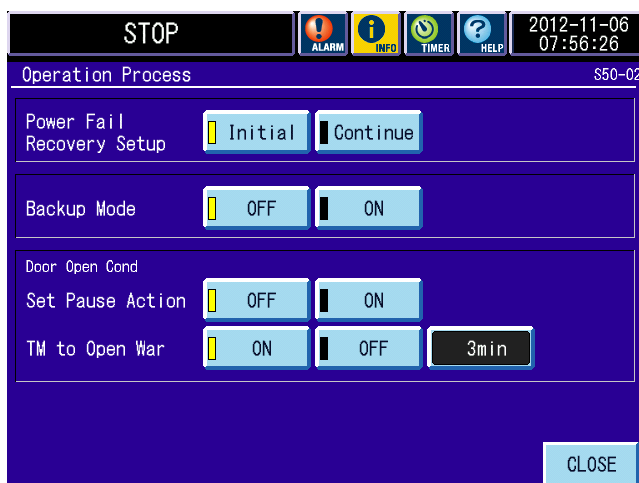 STOP
ALARM
INFO
TIMER
HELP
2012-11-06
07:56:26
Operation Process
S50-02
Power Fail
Recovery Setup
Initial
Continue
Backup Mode
OFF
ON
Door Open Cond
Set Pause Action
OFF
ON
TM to Open War
ON
OFF
3min
CLOSE